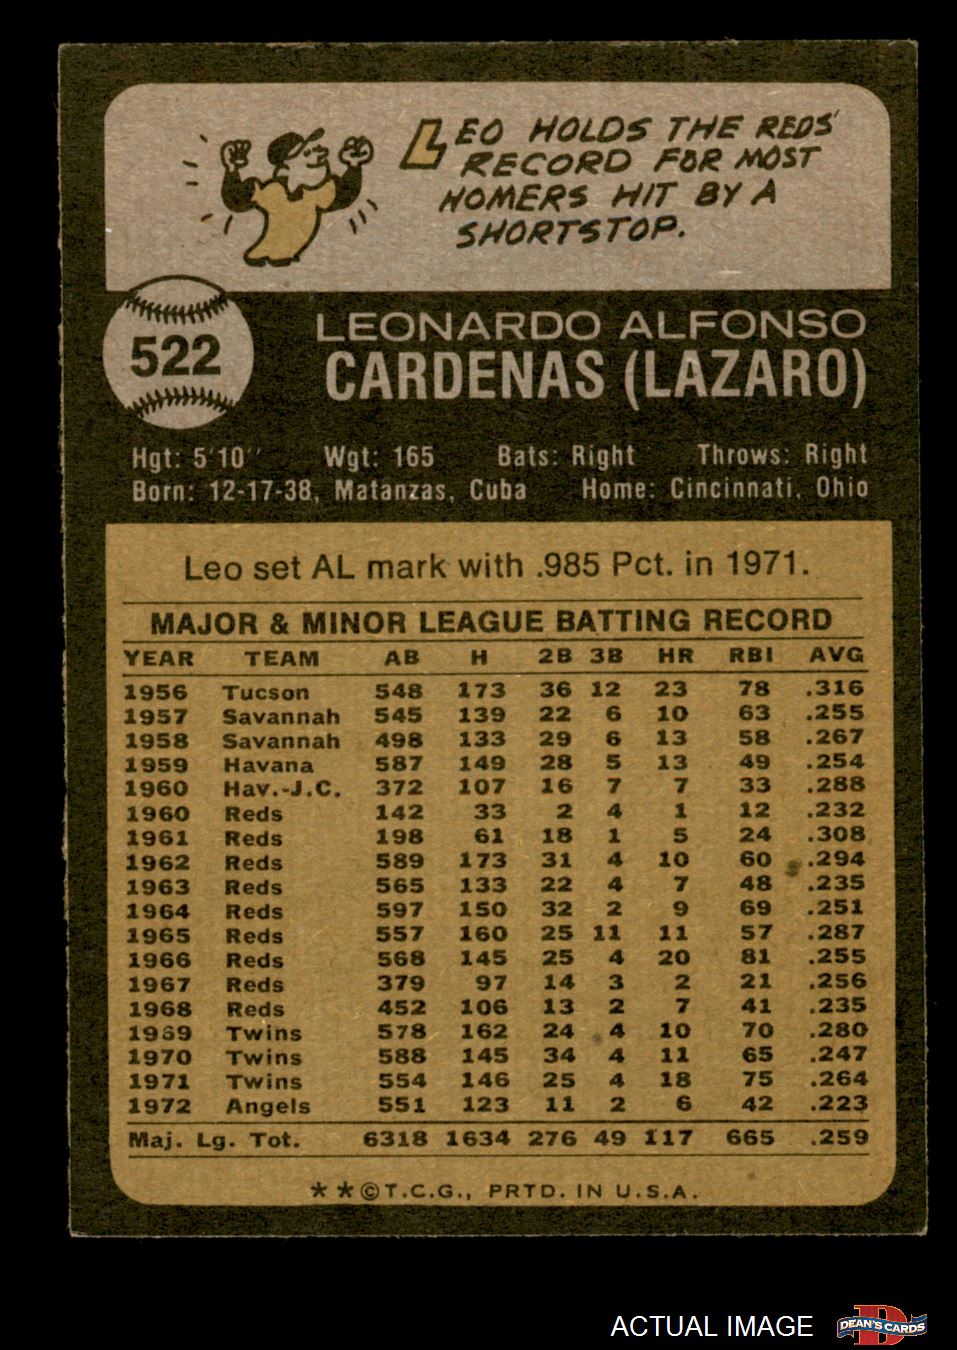 LEO HOLDS THE REDS'
RECORD FOR MOST
HOMERS HIT BY A
SHORTSTOP.
522
LEONARDO ALFONSO
CARDENAS (LAZARO)
Hgt: 5'10" Wgt: 165 Bats: Right Throws: Right
Born: 12-17-38, Matanzas, Cuba Home: Cincinnati, Ohio
Leo set AL mark with .985 Pct. in 1971.
MAJOR & MINOR LEAGUE BATTING RECORD
YEAR TEAM AB H 2B 3B HR RBI AVG
1956 Tucson 548 173 36 12 23 78 .316
1957 Savannah 545 139 22 6 10 63 .255
1958 Savannah 498 133 29 6 13 58 .267
1959 Havana 587 149 28 5 13 49 .254
1960 Hav.-J.C. 372 107 16 7 7 33 .288
1960 Reds 142 33 2 4 1 12 .232
1961 Reds 198 61 18 1 5 24 .308
1962 Reds 589 173 31 4 10 60 .294
1963 Reds 565 133 22 4 7 48 .235
1964 Reds 597 150 32 2 9 69 .251
1965 Reds 557 160 25 11 11 57 .287
1966 Reds 568 145 25 4 20 81 .255
1967 Reds 379 97 14 3 2 21 .256
1968 Reds 452 106 13 2 7 41 .235
1969 Twins 578 162 24 4 10 70 .280
1970 Twins 588 145 34 4 11 65 .247
1971 Twins 554 146 25 4 18 75 .264
1972 Angels 551 123 11 2 6 42 .223
Maj. Lg. Tot. 6318 1634 276 49 117 665 .259
**©T.C.G., PRTD. IN U.S.A.
ACTUAL IMAGE DEAN'S CARDS